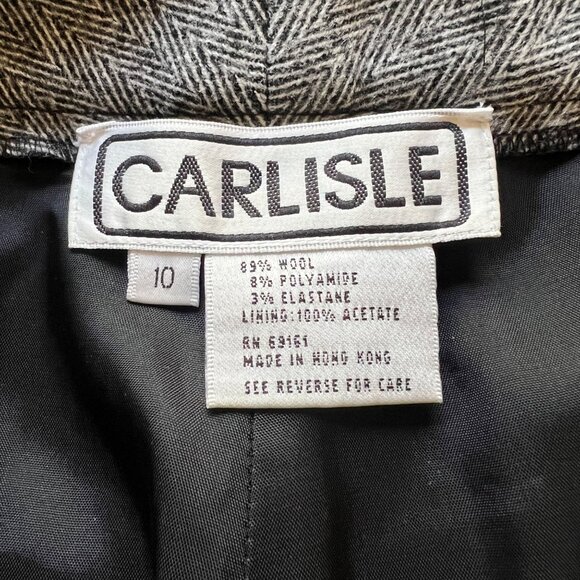 CARLISLE
10
89% WOOL
8% POLYAMIDE
3% ELASTANE
LINING:100% ACETATE
RN 69161
MADE IN HONG KONG
SEE REVERSE FOR CARE